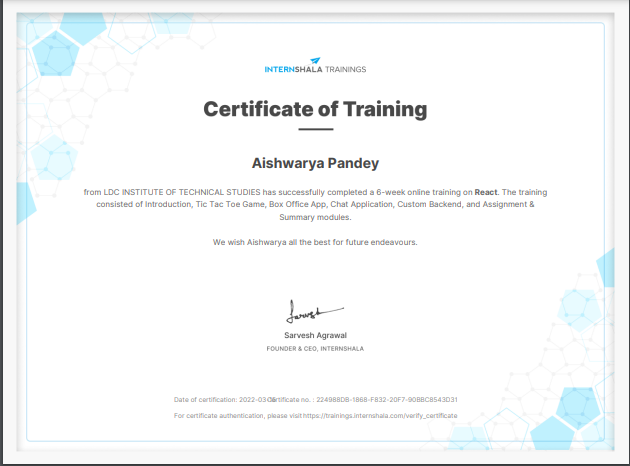 INTERNSHALA TRAININGS
Certificate of Training
Aishwarya Pandey
from LDC INSTITUTE OF TECHNICAL STUDIES has successfully completed a 6-week online training on React. The training
consisted of Introduction, Tic Tac Toe Game, Box Office App, Chat Application, Custom Backend, and Assignment &
Summary modules.
We wish Aishwarya all the best for future endeavours.
Sarvesh Agrawal
FOUNDER & CEO, INTERNSHALA
Date of certification: 2022-03- Certificate no. : 224988DB-1868-F832-20F7-90BBC8543D31
For certificate authentication, please visit https://trainings.internshala.com/verify_certificate